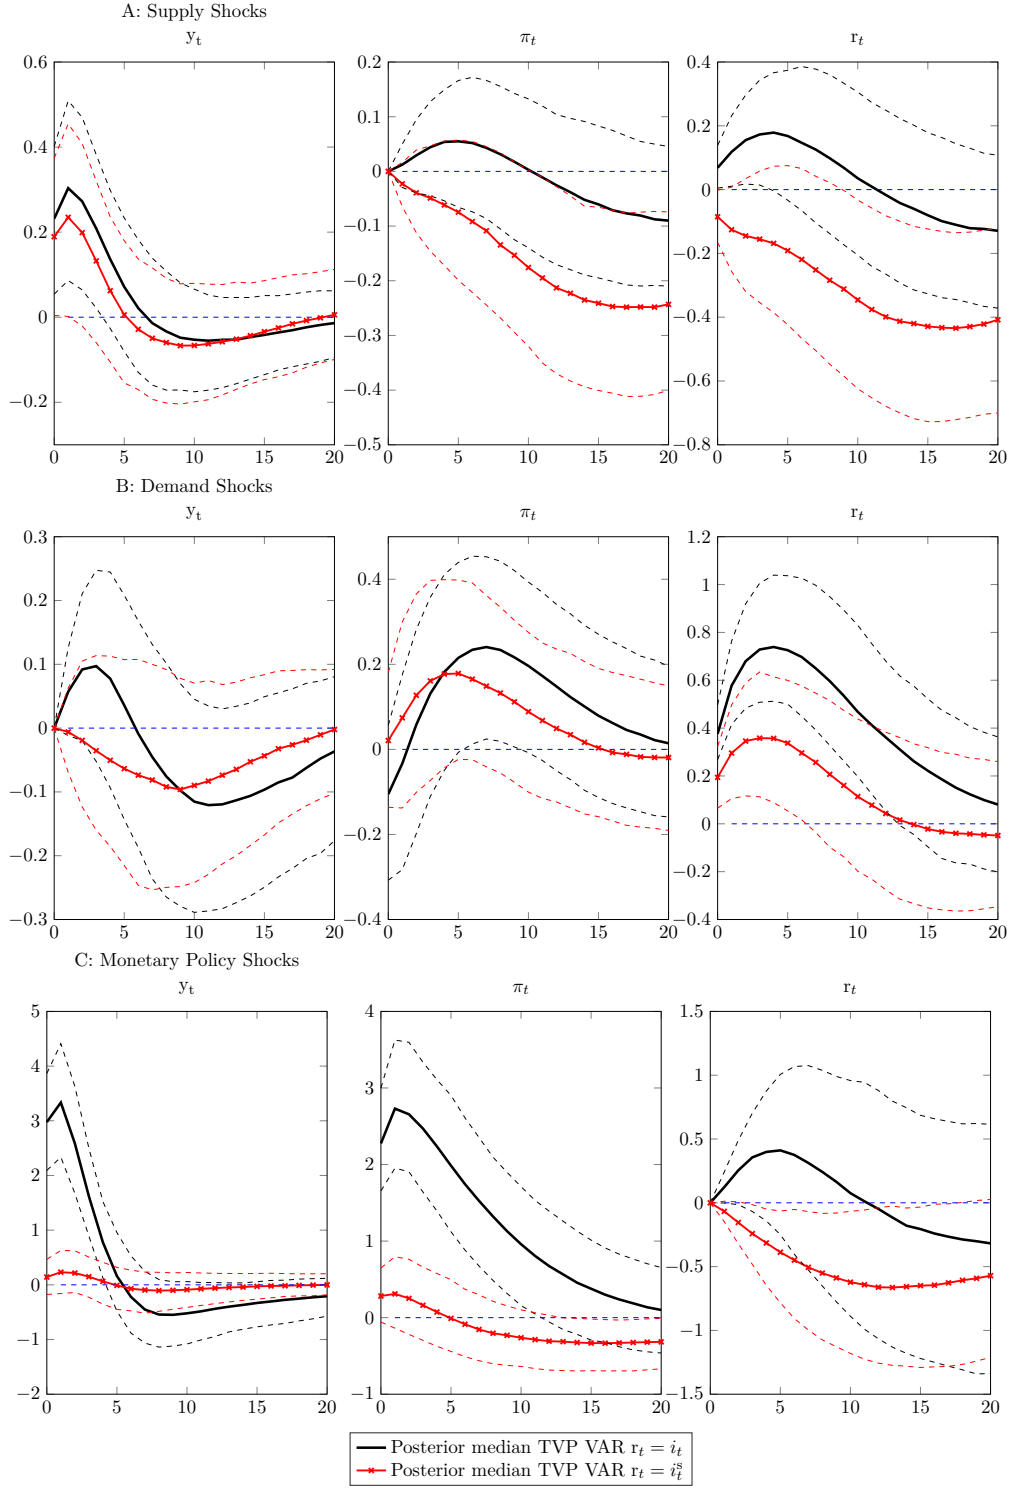 A: Supply Shocks
y_t π_t r_t
0.6 0.2 0.4
0.4 0.1 0.2
0.2 0 0
0 −0.1 −0.2
−0.2 −0.2 −0.4
−0.3 −0.6
−0.4 −0.8
−0.5
0 5 10 15 20 0 5 10 15 20 0 5 10 15 20
B: Demand Shocks
y_t π_t r_t
0.3 0.4 1.2
0.2 0.2 1
0.1 0 0.8
0 −0.2 0.6
−0.1 −0.4 0.4
−0.2 0.2
−0.3 0
−0.2
−0.4
0 5 10 15 20 0 5 10 15 20 0 5 10 15 20
C: Monetary Policy Shocks
y_t π_t r_t
5 4 1.5
4 3 1
3 2 0.5
2 1 0
1 0 −0.5
0 −1 −1
−1 −1.5
−2
0 5 10 15 20 0 5 10 15 20 0 5 10 15 20
Posterior median TVP VAR r_t = i_t
Posterior median TVP VAR r_t = i_t^s